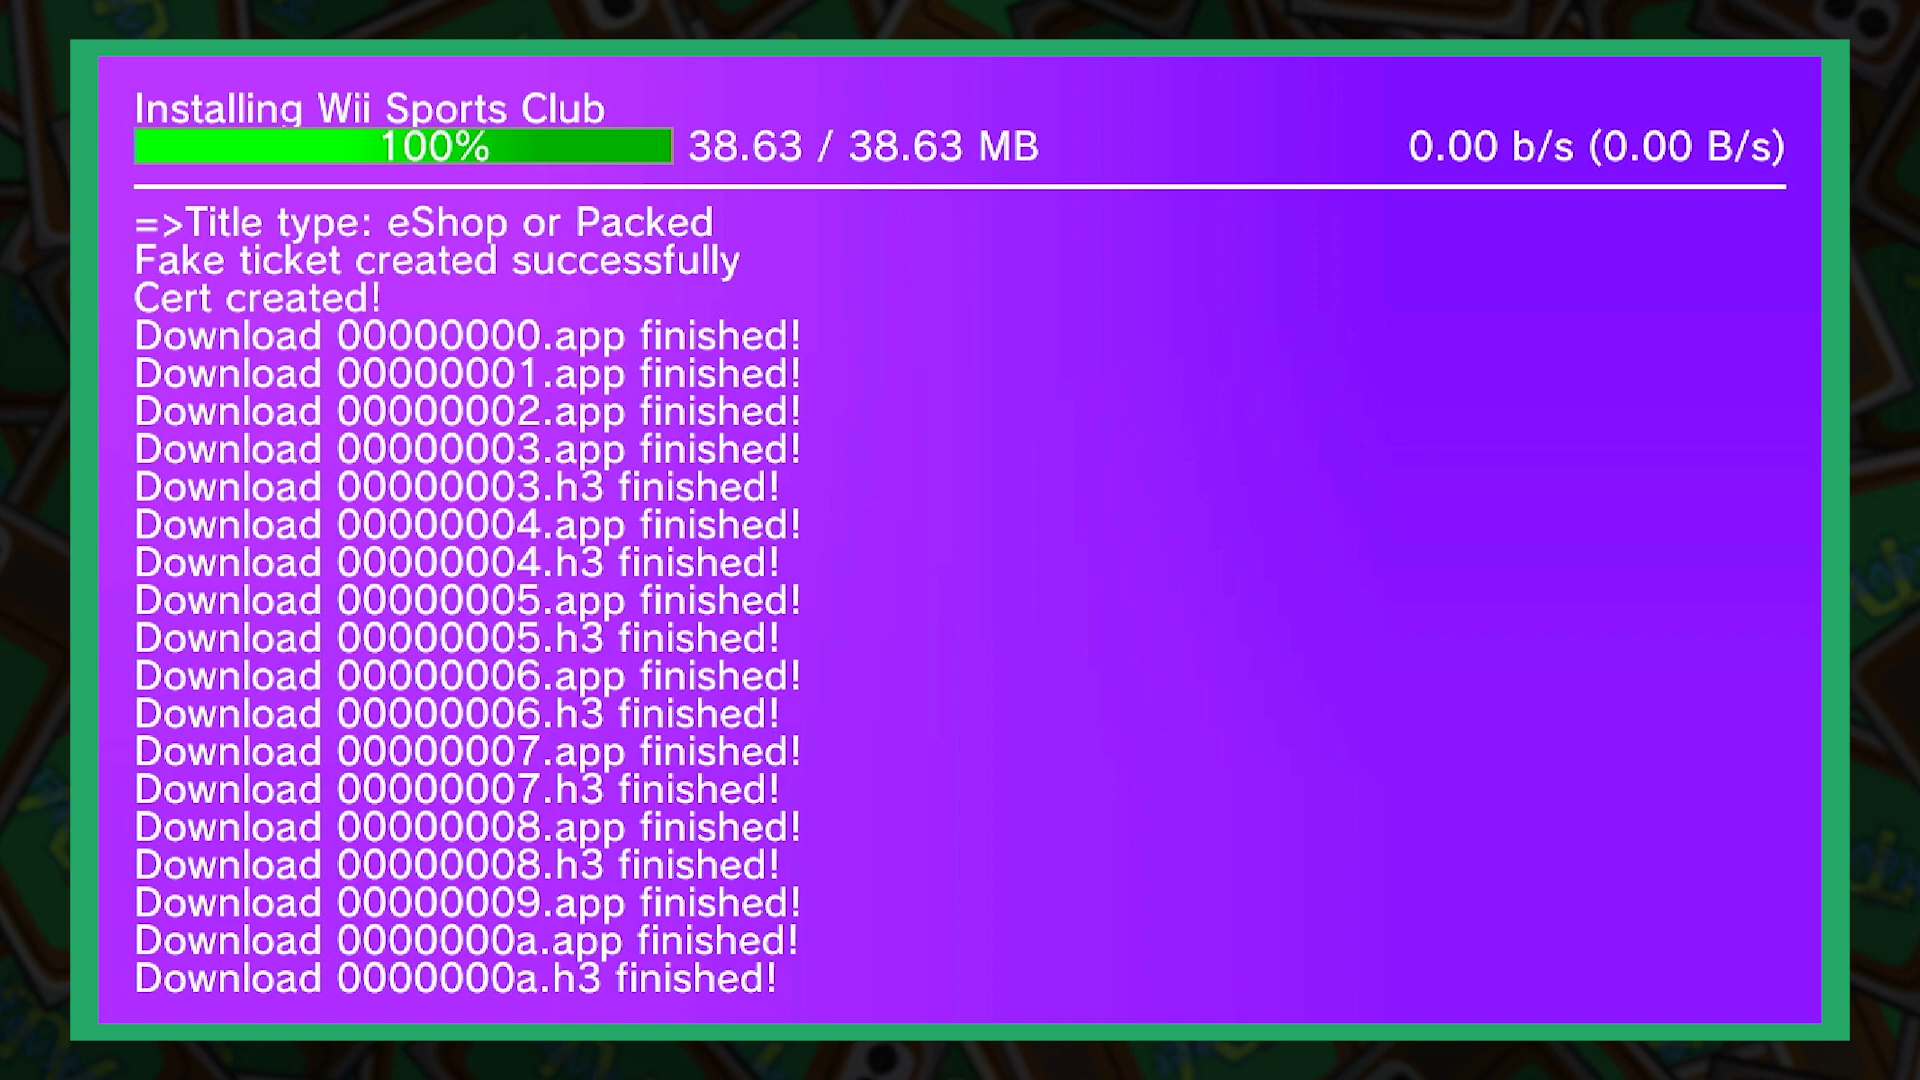 Installing Wii Sports Club
100% 38.63 / 38.63 MB 0.00 b/s (0.00 B/s)
=>Title type: eShop or Packed
Fake ticket created successfully
Cert created!
Download 00000000.app finished!
Download 00000001.app finished!
Download 00000002.app finished!
Download 00000003.app finished!
Download 00000003.h3 finished!
Download 00000004.app finished!
Download 00000004.h3 finished!
Download 00000005.app finished!
Download 00000005.h3 finished!
Download 00000006.app finished!
Download 00000006.h3 finished!
Download 00000007.app finished!
Download 00000007.h3 finished!
Download 00000008.app finished!
Download 00000008.h3 finished!
Download 00000009.app finished!
Download 0000000a.app finished!
Download 0000000a.h3 finished!